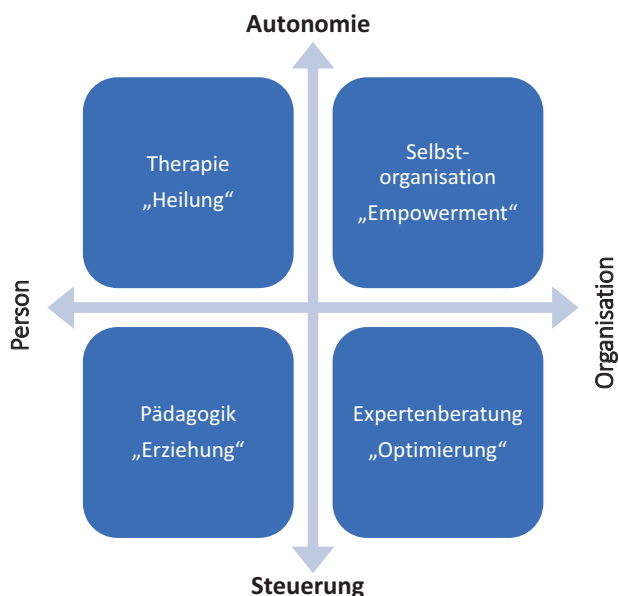 Autonomie
Therapie
„Heilung“
Selbst-
organisation
„Empowerment“
Person
Organisation
Pädagogik
„Erziehung“
Expertenberatung
„Optimierung“
Steuerung